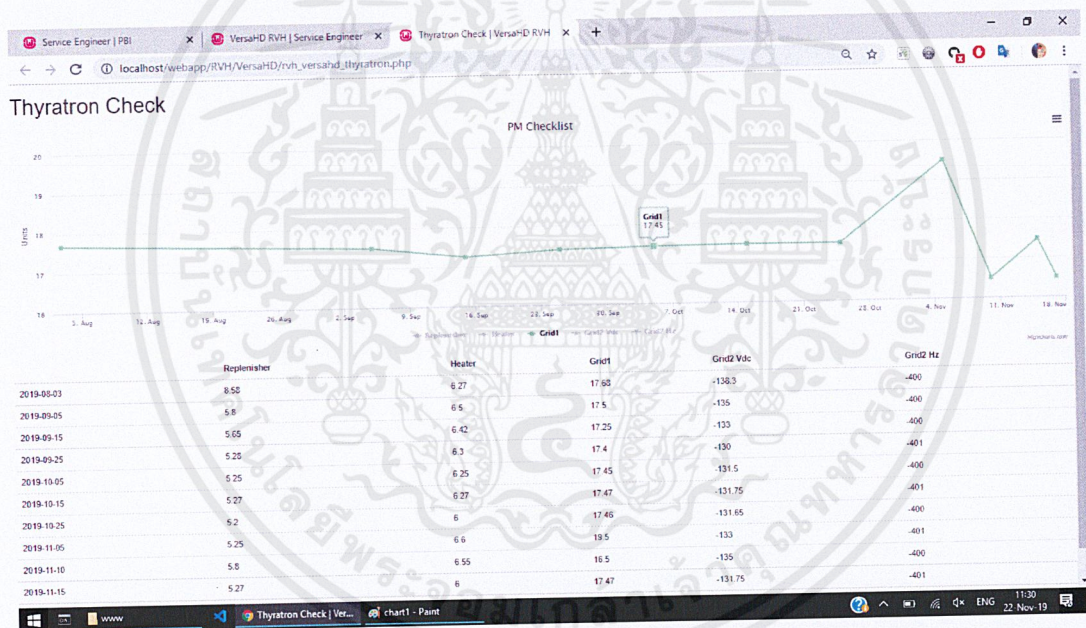 Service Engineer | PBI
VersaHD RVH | Service Engineer
Thyratron Check | VersaHD RVH
localhost/webapp/RVH/VersaHD/rvh_versahd_thyratron.php
Thyratron Check
PM Checklist
20
19
18
17
16
Units
Grid1
17.45
5. Aug 12. Aug 19. Aug 26. Aug 2. Sep 9. Sep 16. Sep 23. Sep 30. Sep 7. Oct 14. Oct 21. Oct 28. Oct 4. Nov 11. Nov 18. Nov
Replenisher Heater Grid1 Grid2 Vdc Grid2 Hz
Highcharts.com
Replenisher Heater Grid1 Grid2 Vdc Grid2 Hz
2019-08-03 8.58 6.27 17.68 -138.3 -400
2019-09-05 5.8 6.5 17.5 -135 -400
2019-09-15 5.65 6.42 17.25 -133 -400
2019-09-25 5.28 6.3 17.4 -130 -401
2019-10-05 5.25 6.25 17.45 -131.5 -400
2019-10-15 5.27 6.27 17.47 -131.75 -401
2019-10-25 5.2 6 17.46 -131.65 -400
2019-11-05 5.25 6.6 19.5 -133 -401
2019-11-10 5.8 6.55 16.5 -135 -400
2019-11-15 5.27 6 17.47 -131.75 -401
www
Thyratron Check | Ver...
chart1 - Paint
ENG
11:30
22-Nov-19